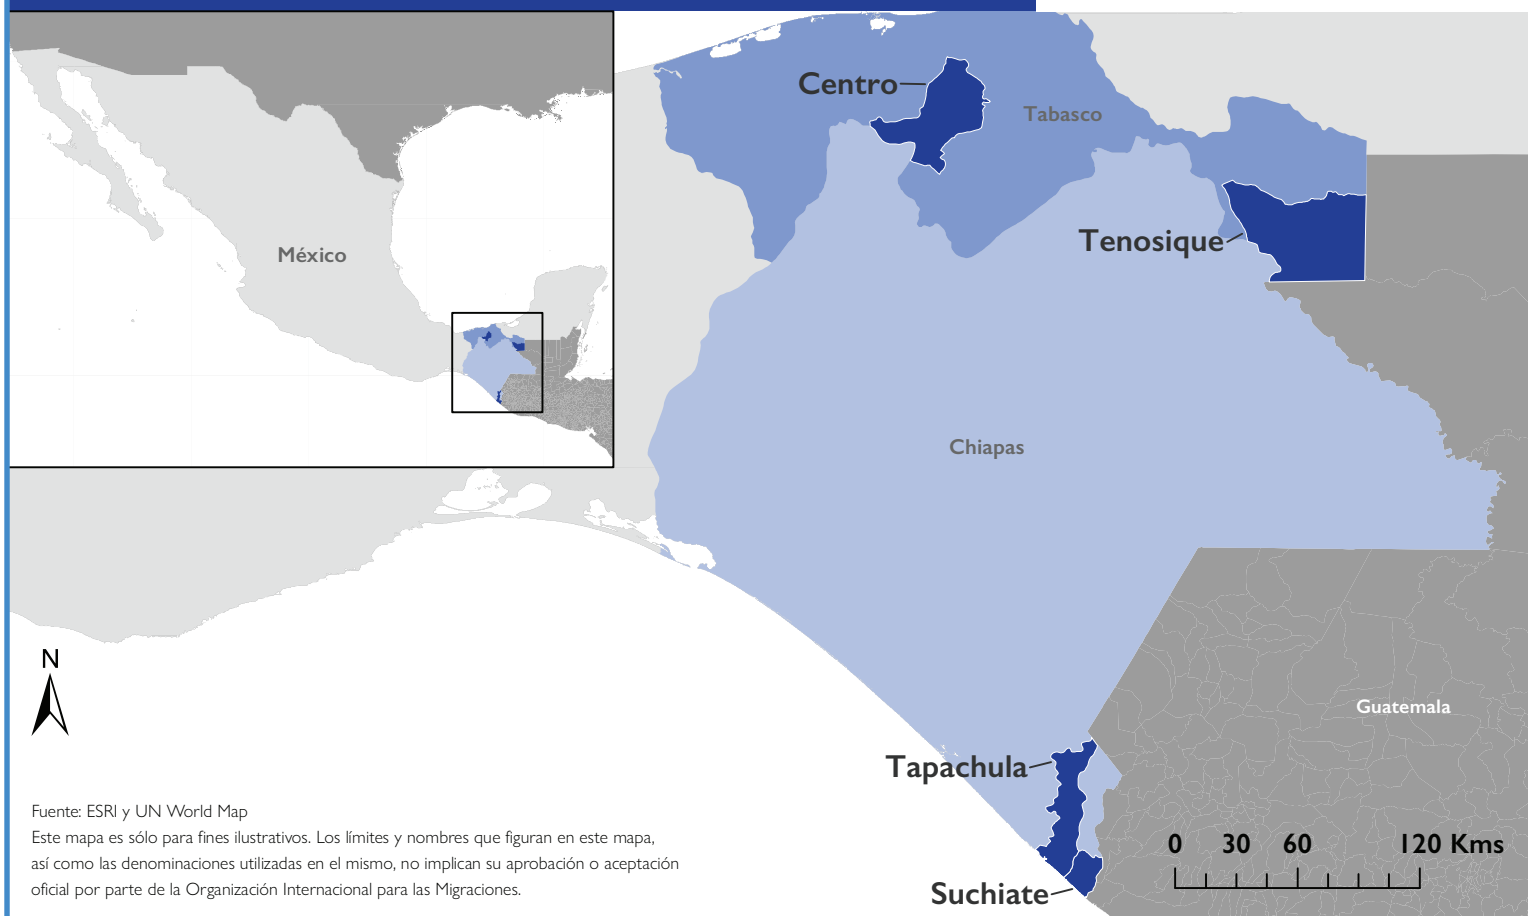 Centro
Tabasco
Tenosique
México
Chiapas
N
Guatemala
Tapachula
Suchiate
0 30 60 120 Kms
Fuente: ESRI y UN World Map
Este mapa es sólo para fines ilustrativos. Los límites y nombres que figuran en este mapa,
así como las denominaciones utilizadas en el mismo, no implican su aprobación o aceptación
oficial por parte de la Organización Internacional para las Migraciones.